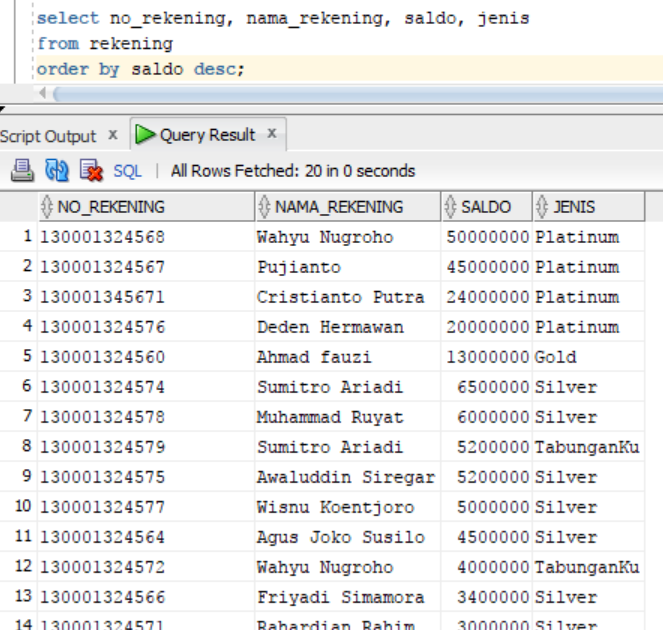 select no_rekening, nama_rekening, saldo, jenis
from rekening
order by saldo desc;
Script Output x Query Result x
SQL | All Rows Fetched: 20 in 0 seconds
NO_REKENING NAMA_REKENING SALDO JENIS
1 130001324568 Wahyu Nugroho 50000000 Platinum
2 130001324567 Pujianto 45000000 Platinum
3 130001345671 Cristianto Putra 24000000 Platinum
4 130001324576 Deden Hermawan 20000000 Platinum
5 130001324560 Ahmad fauzi 13000000 Gold
6 130001324574 Sumitro Ariadi 6500000 Silver
7 130001324578 Muhammad Ruyat 6000000 Silver
8 130001324579 Sumitro Ariadi 5200000 TabunganKu
9 130001324575 Awaluddin Siregar 5200000 Silver
10 130001324577 Wisnu Koentjoro 5000000 Silver
11 130001324564 Agus Joko Susilo 4500000 Silver
12 130001324572 Wahyu Nugroho 4000000 TabunganKu
13 130001324566 Friyadi Simamora 3400000 Silver
14 130001324571 Rahardian Rahim 3000000 Silver